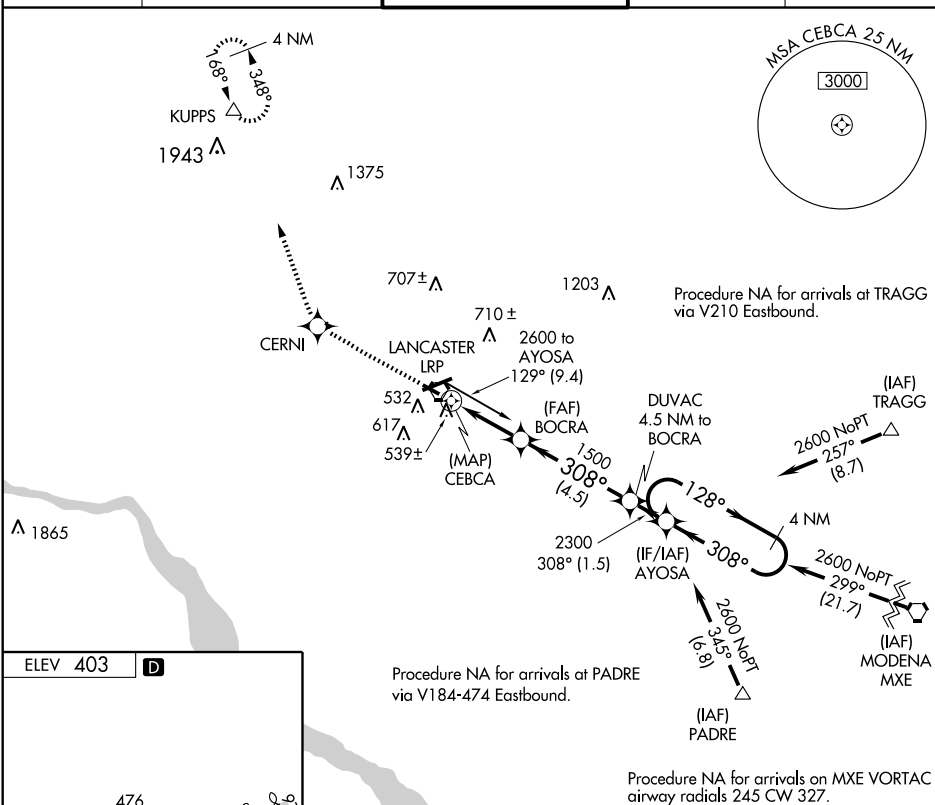 4 NM
168°
348°
KUPPS
1943
1375
MSA CEBCA 25 NM
3000
707±
1203
710 ±
Procedure NA for arrivals at TRAGG
via V210 Eastbound.
CERNI
LANCASTER
LRP
2600 to
AYOSA
129° (9.4)
532
617
539±
(MAP)
CEBCA
(FAF)
BOCRA
DUVAC
4.5 NM to
BOCRA
(IAF)
TRAGG
2600 NoPT
257°
(8.7)
1500
308°
(4.5)
128°
4 NM
1865
2300
308° (1.5)
(IF/IAF)
AYOSA
308°
2600 NoPT
299°
(21.7)
(IAF)
MODENA
MXE
2600 NoPT
345°
(6.8)
(IAF)
PADRE
ELEV 403
D
Procedure NA for arrivals at PADRE
via V184-474 Eastbound.
476
Procedure NA for arrivals on MXE VORTAC
airway radials 245 CW 327.